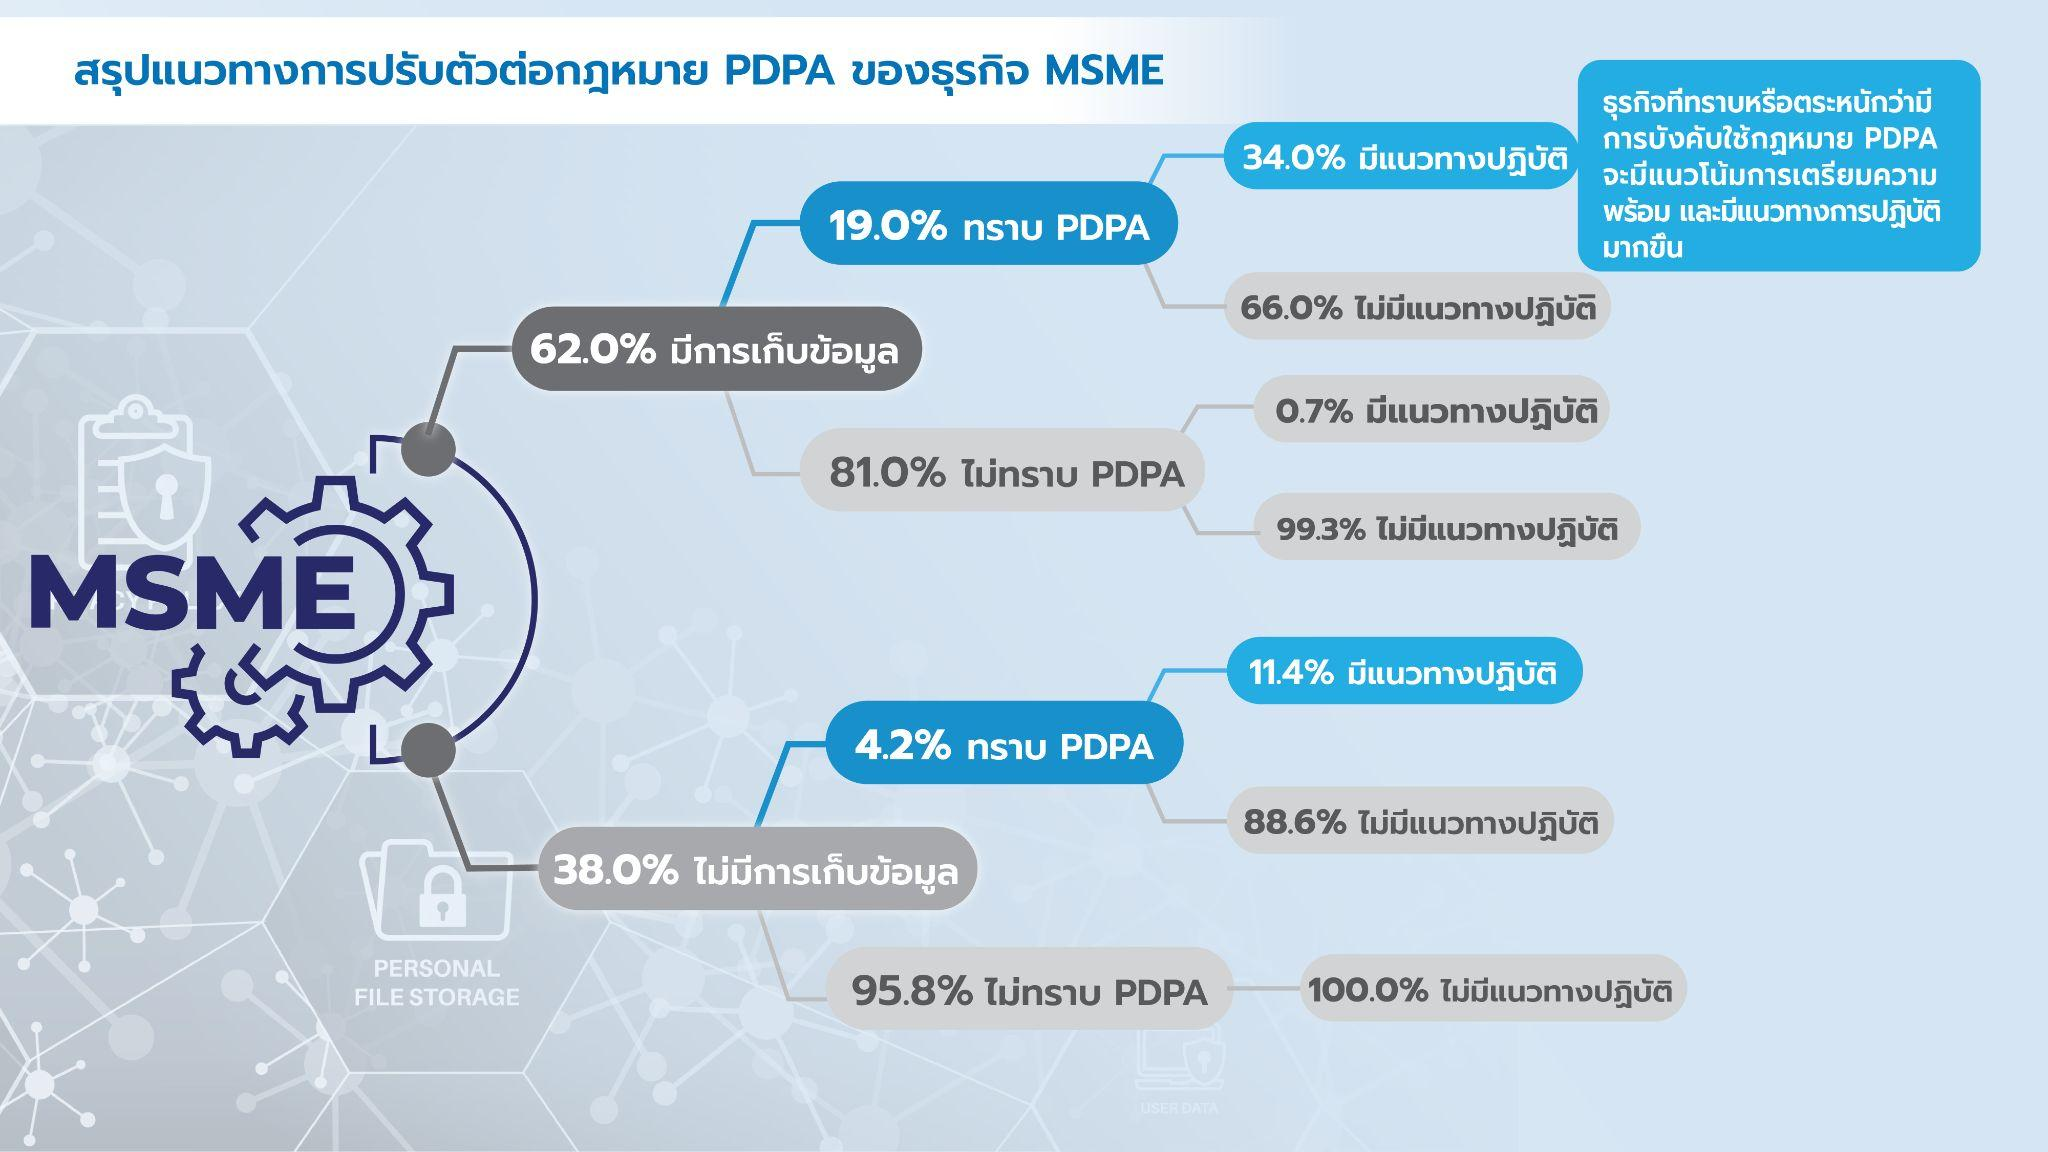 สรุปแนวทางการปรับตัวต่อกฎหมาย PDPA ของธุรกิจ MSME
ธุรกิจที่ทราบหรือตระหนักว่ามี
การบังคับใช้กฎหมาย PDPA
จะมีแนวโน้มการเตรียมความ
พร้อม และมีแนวทางการปฏิบัติ
มากขึ้น
34.0% มีแนวทางปฏิบัติ
19.0% ทราบ PDPA
66.0% ไม่มีแนวทางปฏิบัติ
62.0% มีการเก็บข้อมูล
0.7% มีแนวทางปฏิบัติ
81.0% ไม่ทราบ PDPA
99.3% ไม่มีแนวทางปฏิบัติ
MSME
11.4% มีแนวทางปฏิบัติ
4.2% ทราบ PDPA
88.6% ไม่มีแนวทางปฏิบัติ
38.0% ไม่มีการเก็บข้อมูล
PERSONAL
FILE STORAGE
95.8% ไม่ทราบ PDPA
100.0% ไม่มีแนวทางปฏิบัติ
USER DATA